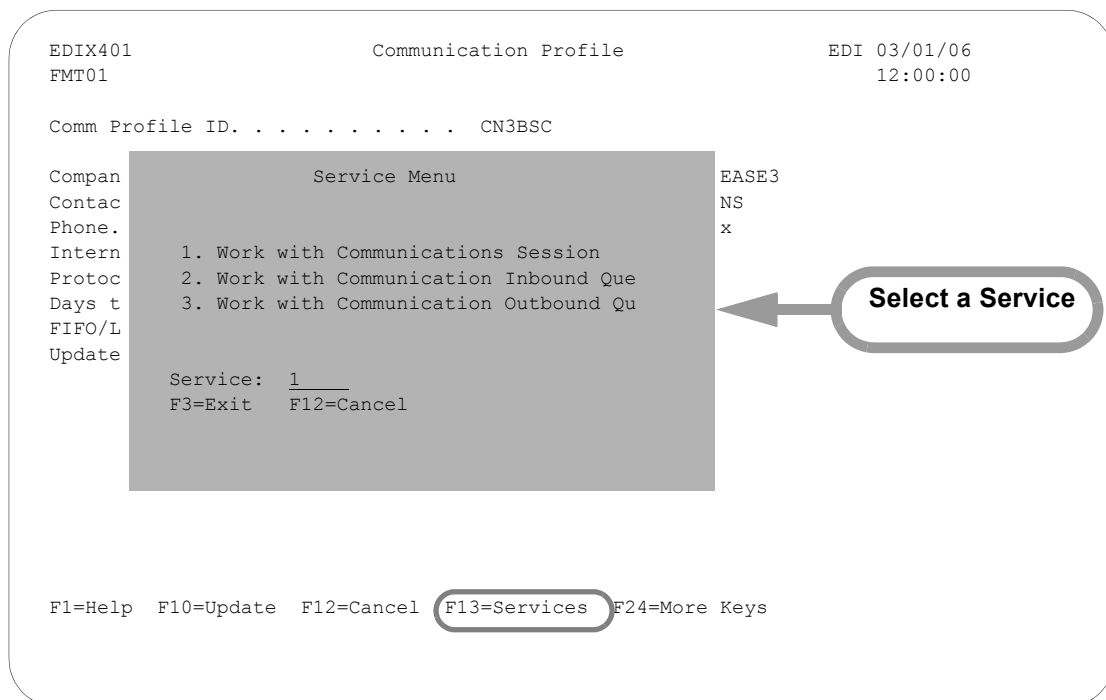 EDIX401 Communication Profile EDI 03/01/06
FMT01 12:00:00
Comm Profile ID. . . . . . . . . . CN3BSC
Compan Service Menu EASE3
Contac NS
Phone. x
Intern 1. Work with Communications Session
Protoc 2. Work with Communication Inbound Que
Days t 3. Work with Communication Outbound Qu
Select a Service
FIFO/L
Update
Service: 1
F3=Exit F12=Cancel
F1=Help F10=Update F12=Cancel F13=Services F24=More Keys